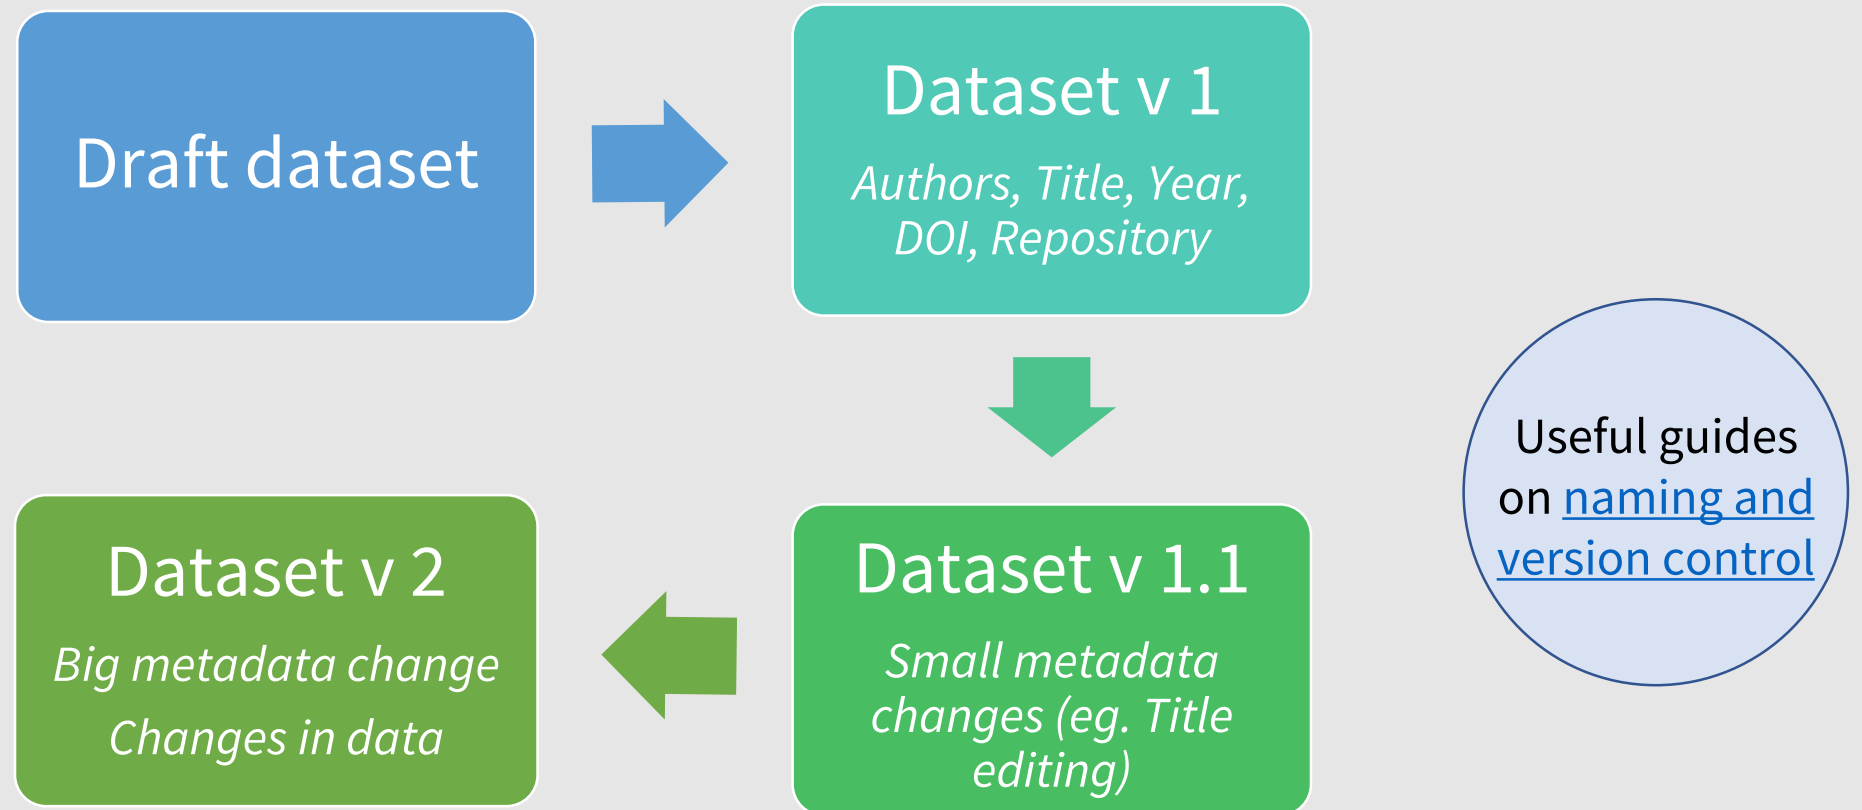 Draft dataset
Dataset v 1
Authors, Title, Year,
DOI, Repository
Dataset v 1.1
Small metadata
changes (eg. Title
editing)
Dataset v 2
Big metadata change
Changes in data
Useful guides
on naming and
version control